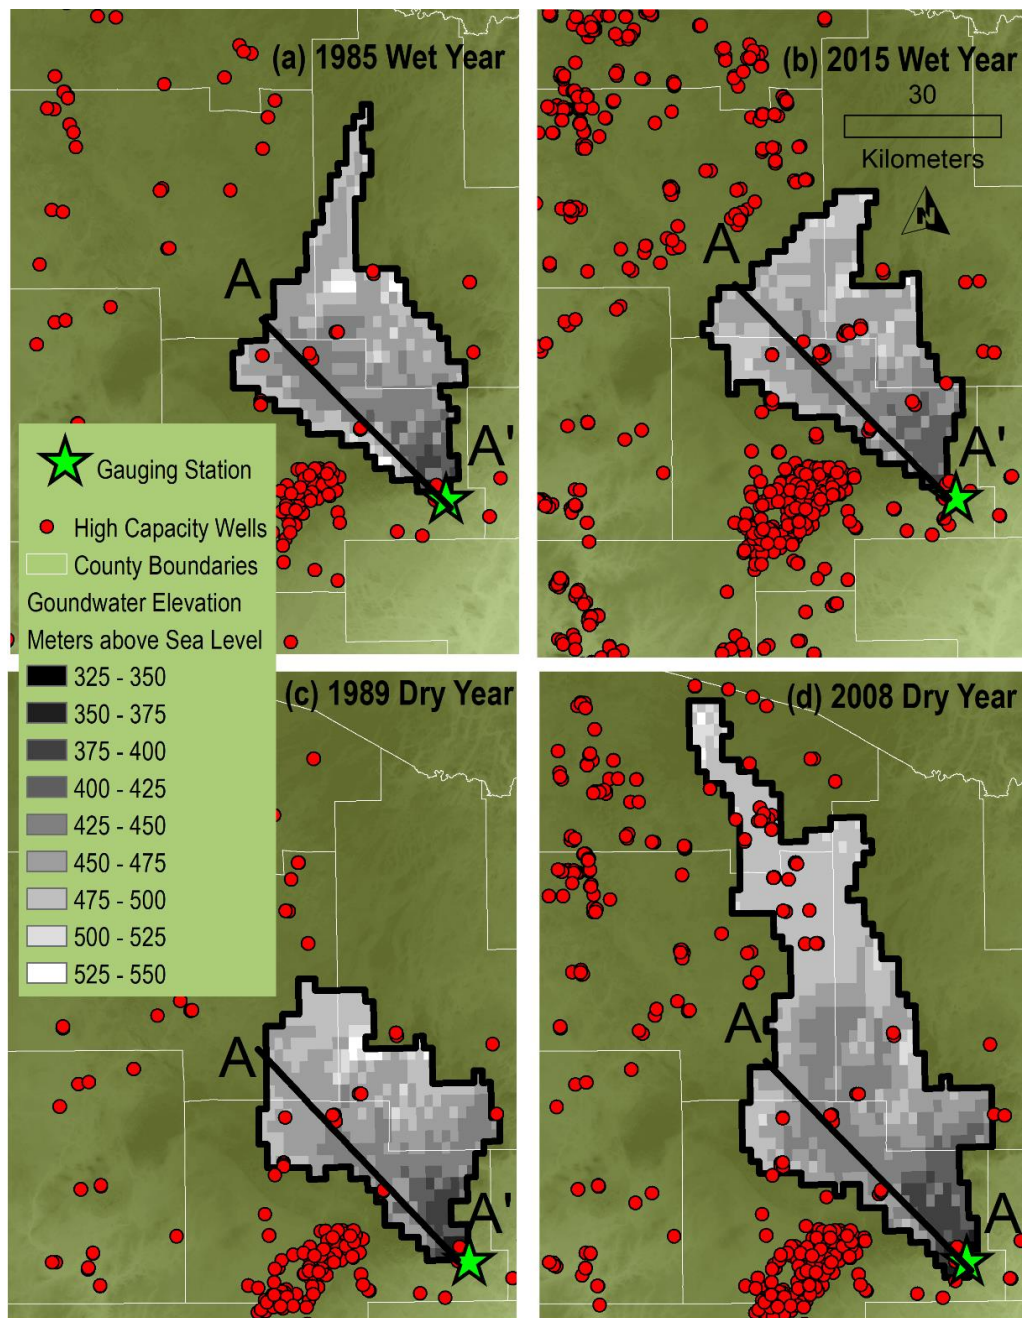 (a) 1985 Wet Year
A
A'
(b) 2015 Wet Year
30
Kilometers
N
A
A'
Gauging Station
High Capacity Wells
County Boundaries
Goundwater Elevation
Meters above Sea Level
325 - 350
350 - 375
375 - 400
400 - 425
425 - 450
450 - 475
475 - 500
500 - 525
525 - 550
(c) 1989 Dry Year
A
A'
(d) 2008 Dry Year
A
A